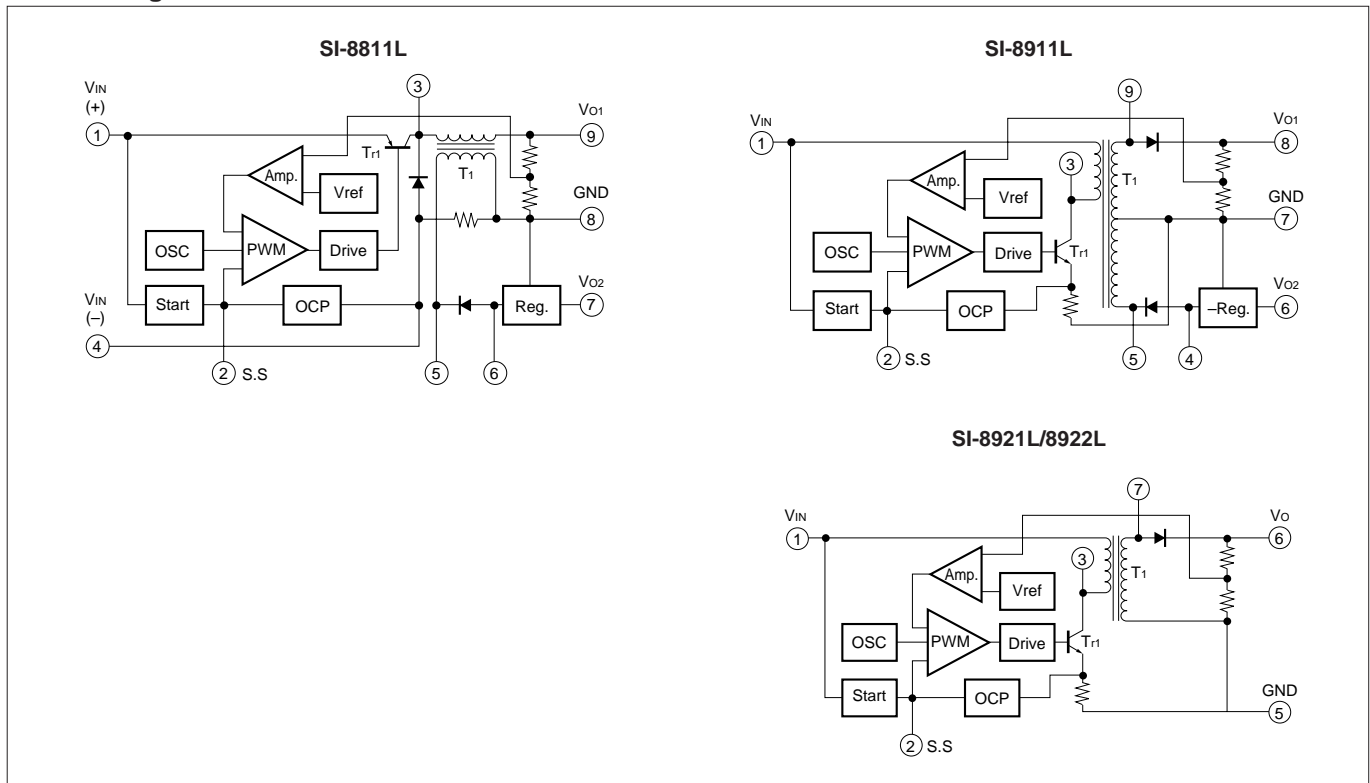 SI-8811L
VIN
(+)
1
3
Tr1
T1
VO1
9
Amp.
Vref
GND
8
OSC
PWM
Drive
VIN
(–)
4
Start
OCP
Reg.
VO2
7
2 S.S
5
6
SI-8911L
VIN
1
9
VO1
8
3
T1
Amp.
Vref
GND
7
OSC
PWM
Drive
Tr1
Start
OCP
–Reg.
VO2
6
2 S.S
5
4
SI-8921L/8922L
VIN
1
7
VO
6
3
T1
Amp.
Vref
OSC
PWM
Drive
Tr1
Start
OCP
GND
5
2 S.S